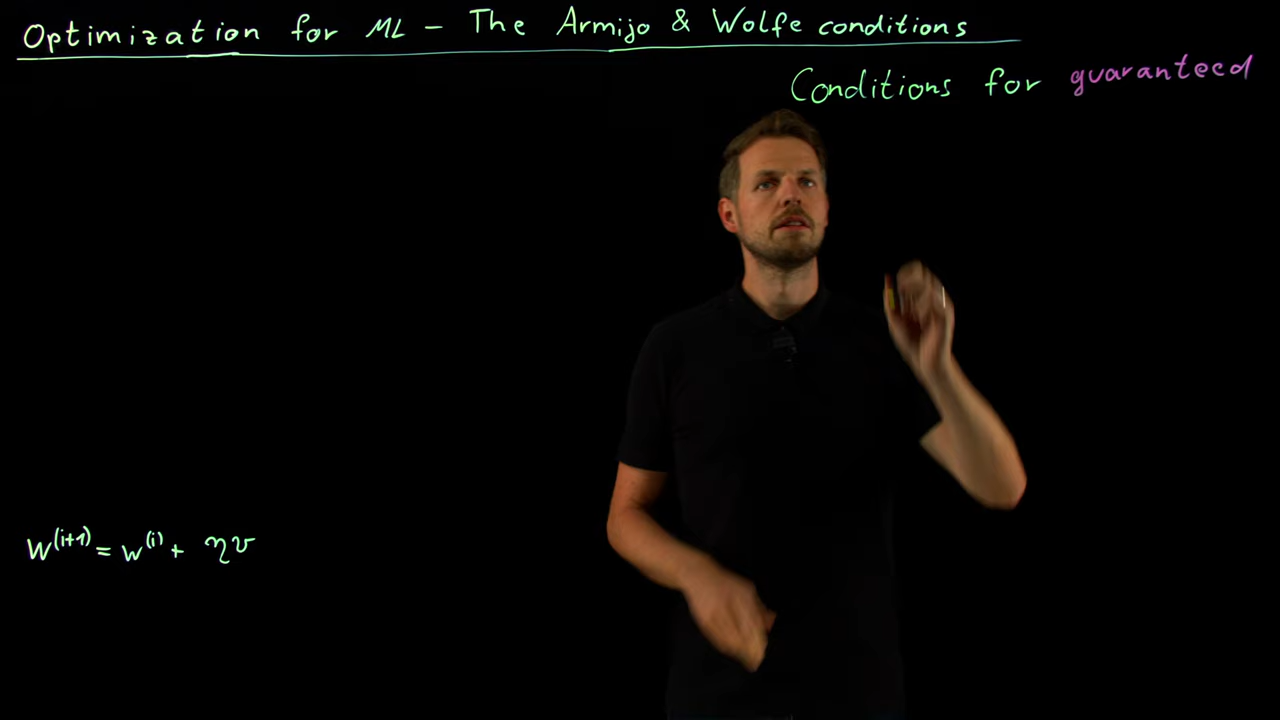 Optimization for ML – The Armijo & Wolfe conditions
Conditions for guaranteed
w^(i+1) = w^(i) + ηv